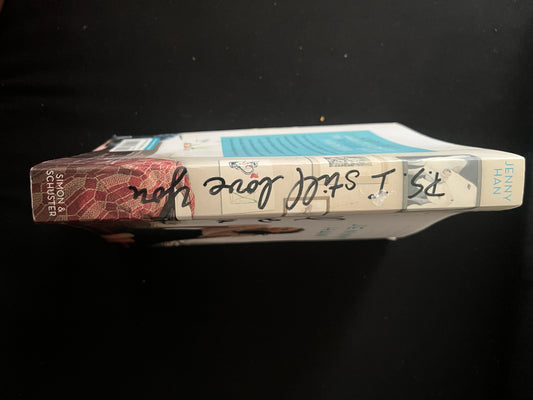 JENNY
HAN
P.S. I still love you
SIMON &
SCHUSTER